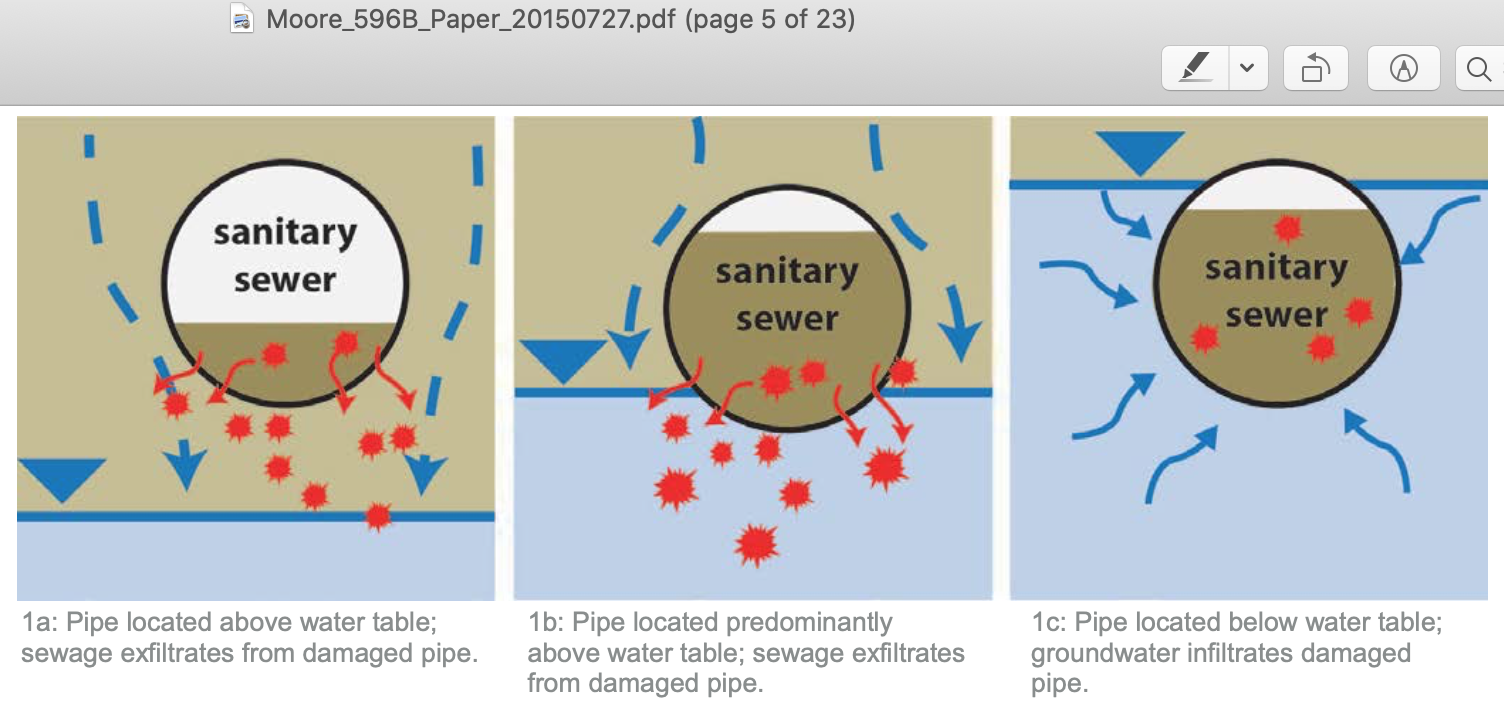 Moore_596B_Paper_20150727.pdf (page 5 of 23)
sanitary
sewer
sanitary
sewer
sanitary
sewer
1a: Pipe located above water table;
sewage exfiltrates from damaged pipe.
1b: Pipe located predominantly
above water table; sewage exfiltrates
from damaged pipe.
1c: Pipe located below water table;
groundwater infiltrates damaged
pipe.